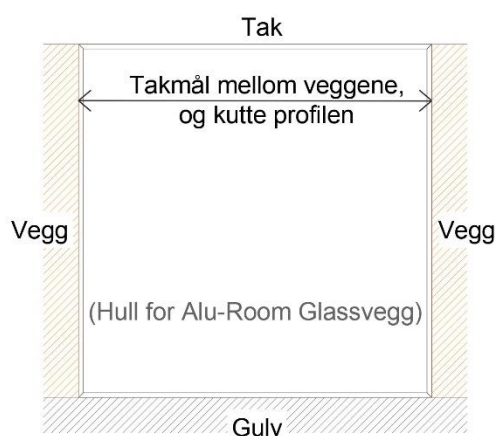 Tak
Takmål mellom veggene,
og kutte profilen
Vegg
Vegg
(Hull for Alu-Room Glassvegg)
Gulv